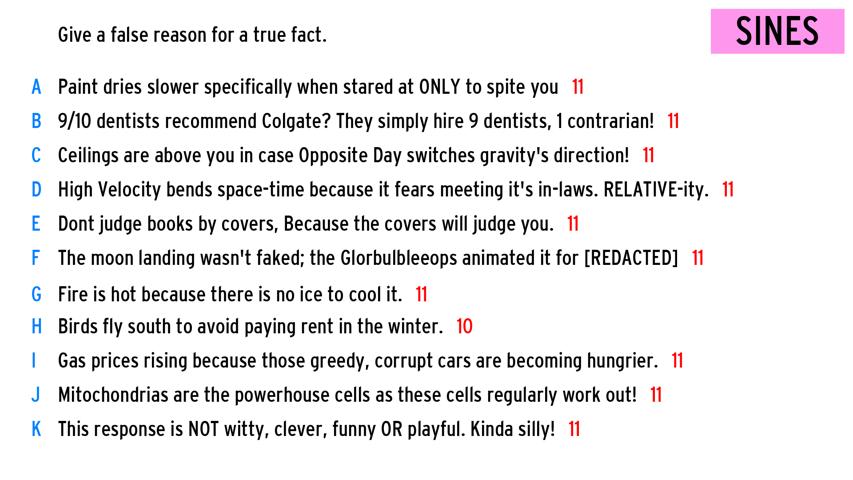 SINES
Give a false reason for a true fact.
A Paint dries slower specifically when stared at ONLY to spite you 11
B 9/10 dentists recommend Colgate? They simply hire 9 dentists, 1 contrarian! 11
C Ceilings are above you in case Opposite Day switches gravity's direction! 11
D High Velocity bends space-time because it fears meeting it's in-laws. RELATIVE-ity. 11
E Dont judge books by covers, Because the covers will judge you. 11
F The moon landing wasn't faked; the Glorbulbleeops animated it for [REDACTED] 11
G Fire is hot because there is no ice to cool it. 11
H Birds fly south to avoid paying rent in the winter. 10
I Gas prices rising because those greedy, corrupt cars are becoming hungrier. 11
J Mitochondrias are the powerhouse cells as these cells regularly work out! 11
K This response is NOT witty, clever, funny OR playful. Kinda silly! 11